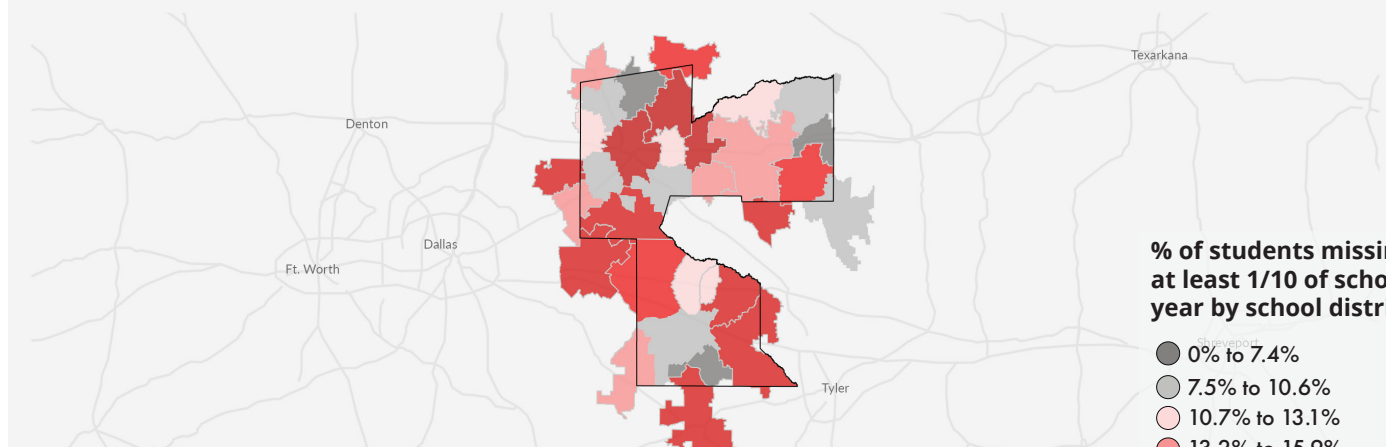 Texarkana
Denton
Dallas
Ft. Worth
% of students missi
at least 1/10 of scho
year by school distr
Shreveport
0% to 7.4%
7.5% to 10.6%
Tyler
10.7% to 13.1%